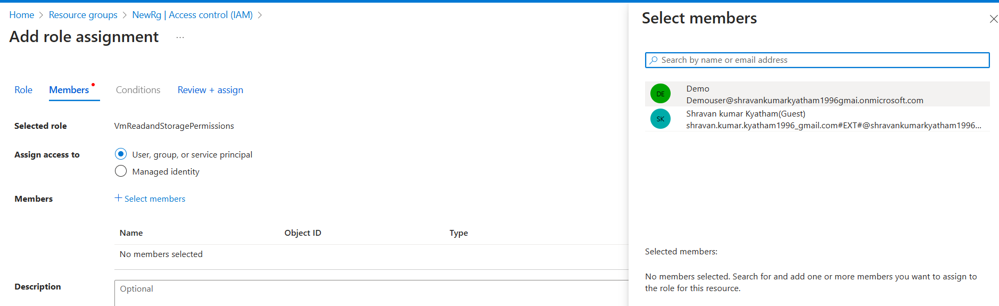 Home > Resource groups > NewRg | Access control (IAM) >
Add role assignment ...
Role Members Conditions Review + assign
Selected role VmReadandStoragePermissions
Assign access to User, group, or service principal
Managed identity
Members + Select members
Name Object ID Type
No members selected
Description Optional
Select members
Search by name or email address
DE Demo
Demouser@shravankumarkyatham1996gmai.onmicrosoft.com
SK Shravan kumar Kyatham(Guest)
shravan.kumar.kyatham1996_gmail.com#EXT#@shravankumarkyatham1996...
Selected members:
No members selected. Search for and add one or more members you want to assign to
the role for this resource.